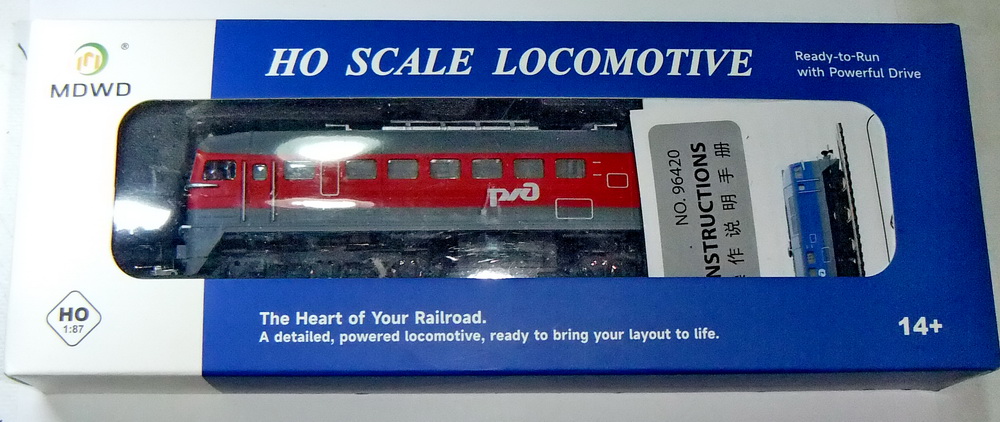 MDWD
®
HO SCALE LOCOMOTIVE
Ready-to-Run
with Powerful Drive
ржд
NO. 96420
NSTRUCTIONS
作说明手册
HO
1:87
The Heart of Your Railroad.
A detailed, powered locomotive, ready to bring your layout to life.
14+